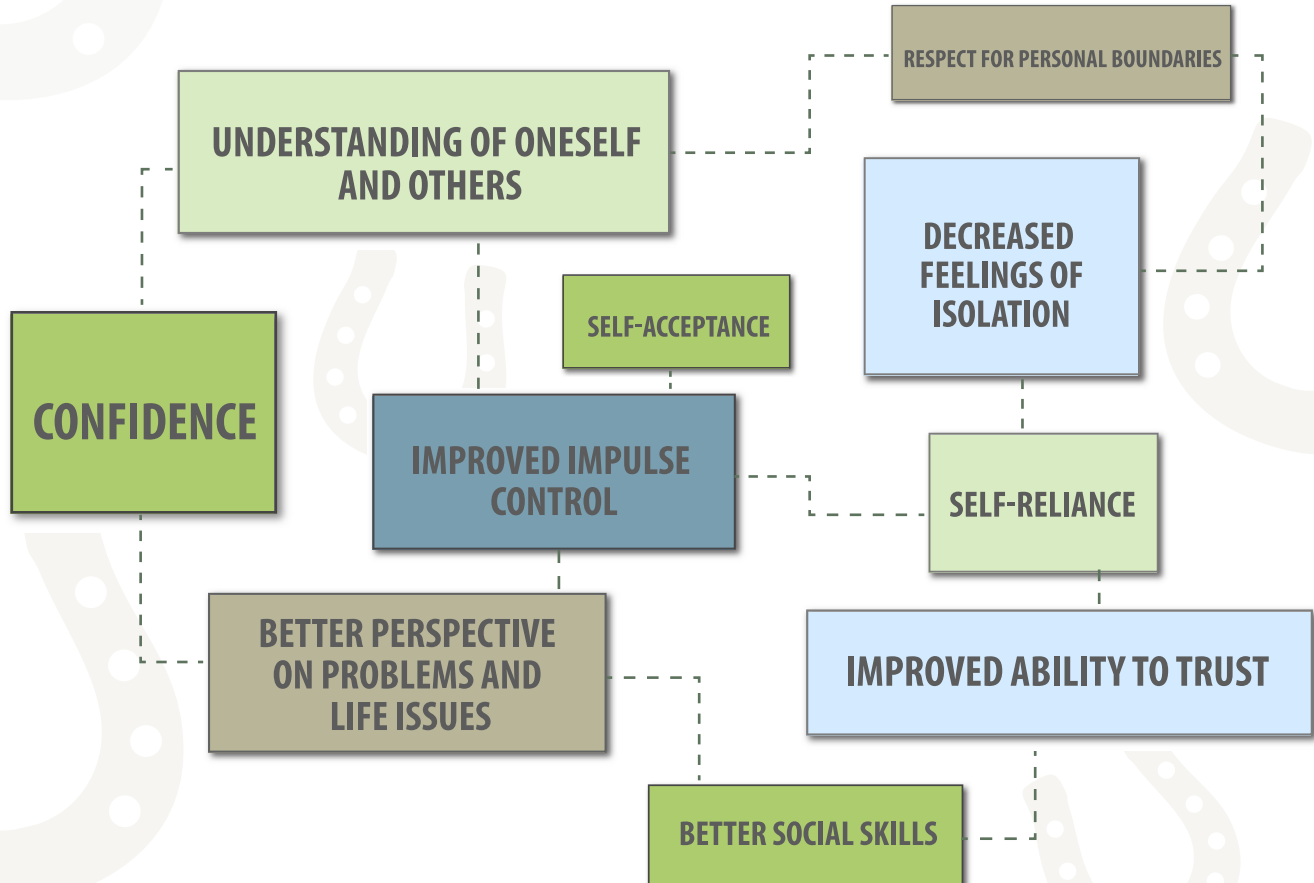 RESPECT FOR PERSONAL BOUNDARIES
UNDERSTANDING OF ONESELF
AND OTHERS
DECREASED
FEELINGS OF
ISOLATION
SELF-ACCEPTANCE
CONFIDENCE
IMPROVED IMPULSE
CONTROL
SELF-RELIANCE
BETTER PERSPECTIVE
ON PROBLEMS AND
LIFE ISSUES
IMPROVED ABILITY TO TRUST
BETTER SOCIAL SKILLS